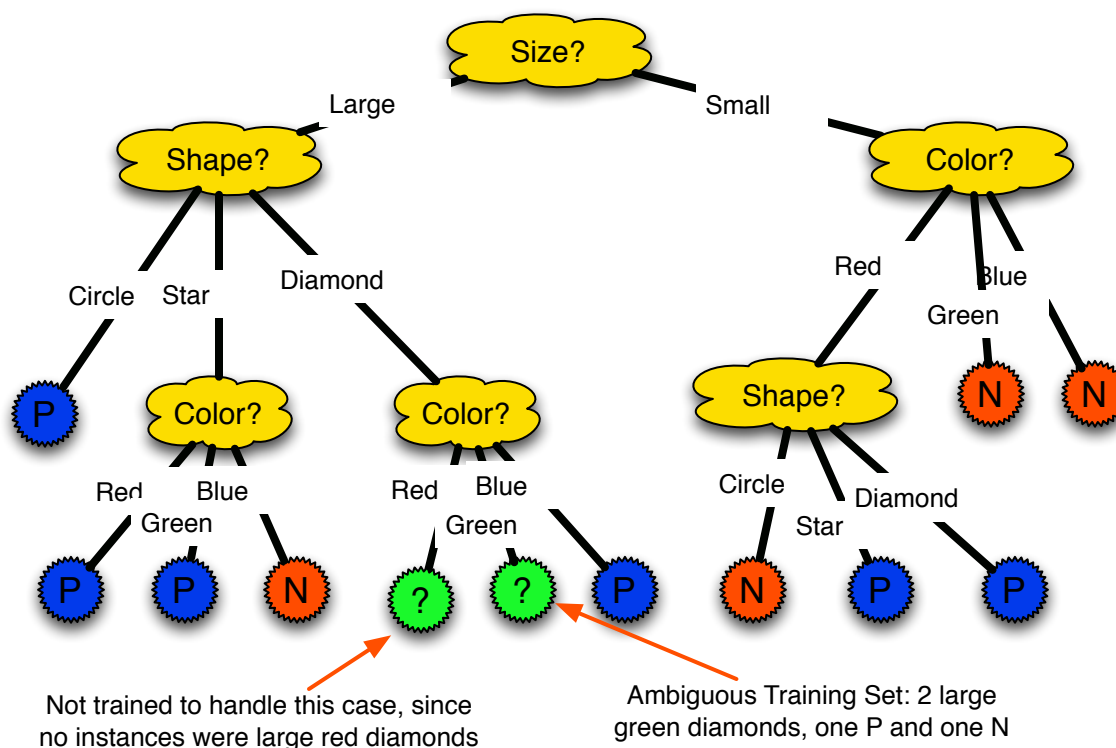 Size?
Large
Small
Shape?
Color?
Circle
Star
Diamond
Red
Green
Blue
P
Color?
Color?
Shape?
N
N
Red
Green
Blue
Red
Green
Blue
Circle
Star
Diamond
P
P
N
?
?
P
N
P
P
Not trained to handle this case, since
no instances were large red diamonds
Ambiguous Training Set: 2 large
green diamonds, one P and one N